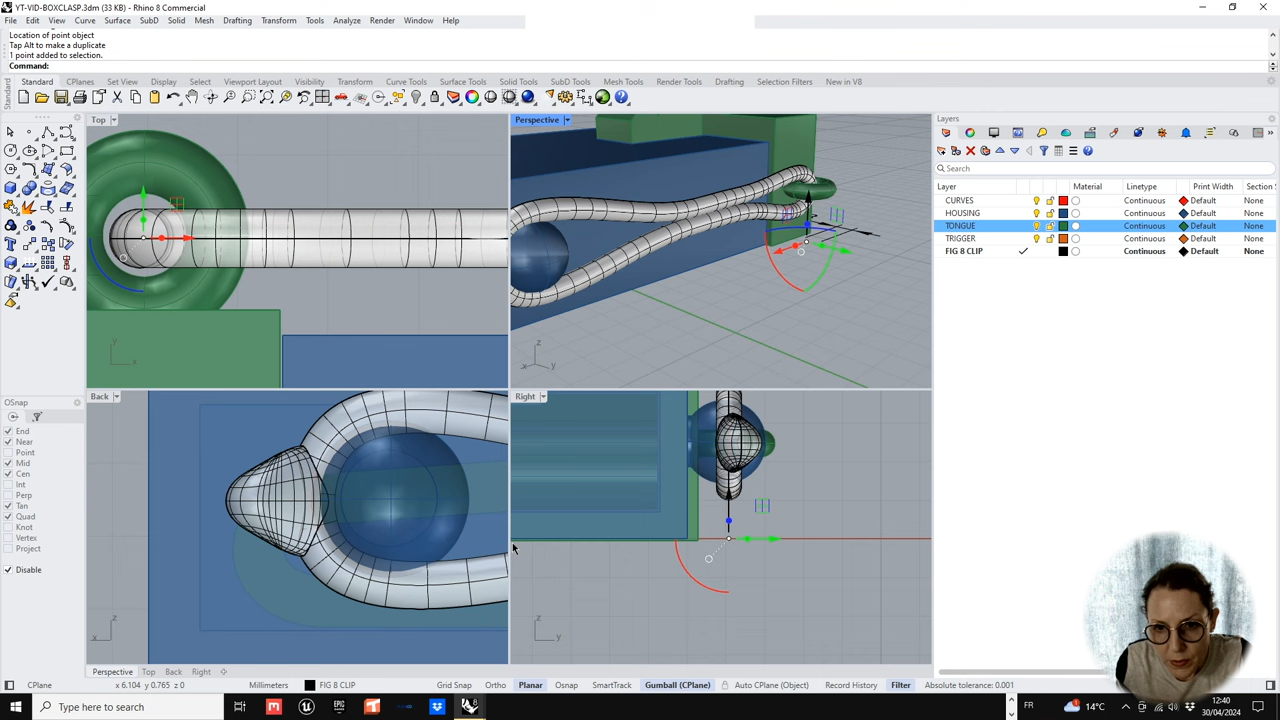 YT-VID-BOXCLASP.3dm (33 KB) - Rhino 8 Commercial
File Edit View Curve Surface SubD Solid Mesh Drafting Transform Tools Analyze Render Window Help
Location of point object
Tap Alt to make a duplicate
1 point added to selection.
Command:
Standard
Standard CPlanes Set View Display Select Viewport Layout Visibility Transform Curve Tools Surface Tools Solid Tools SubD Tools Mesh Tools Render Tools Drafting Selection Filters New in V8
Top
y
x
Perspective
z
x
y
Back
z
x
Right
z
y
OSnap
End
Near
Point
Mid
Cen
Int
Perp
Tan
Quad
Knot
Vertex
Project
Disable
Layers
Search
Layer Material Linetype Print Width Section
CURVES Continuous Default None
HOUSING Continuous Default None
TONGUE Continuous Default None
TRIGGER Continuous Default None
FIG 8 CLIP Continuous Default None
Perspective Top Back Right
CPlane x 6.104 y 0.765 z 0 Millimeters FIG 8 CLIP Grid Snap Ortho Planar Osnap SmartTrack Gumball (CPlane) Auto CPlane (Object) Record History Filter Absolute tolerance: 0.001
Type here to search
14°C
FR
12:40
30/04/2024